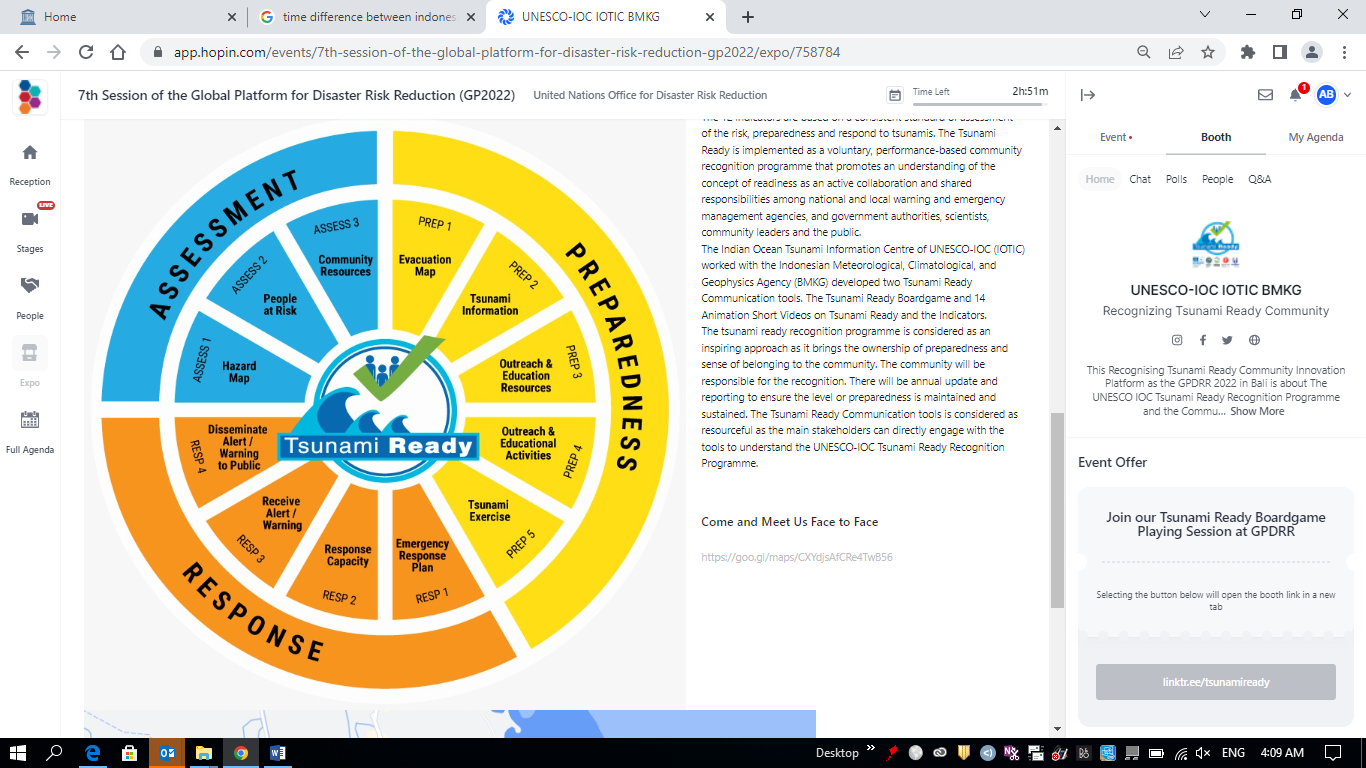 Home
time difference between indones
UNESCO-IOC IOTIC BMKG
app.hopin.com/events/7th-session-of-the-global-platform-for-disaster-risk-reduction-gp2022/expo/758784
7th Session of the Global Platform for Disaster Risk Reduction (GP2022)
United Nations Office for Disaster Risk Reduction
Time Left
2h:51m
1
AB
Reception
LIVE
Stages
People
Expo
Full Agenda
ASSESSMENT
PREPAREDNESS
RESPONSE
ASSESS 1
Hazard
Map
ASSESS 2
People
at Risk
ASSESS 3
Community
Resources
PREP 1
Evacuation
Map
PREP 2
Tsunami
Information
PREP 3
Outreach &
Education
Resources
PREP 4
Outreach &
Educational
Activities
PREP 5
Tsunami
Exercise
RESP 1
Emergency
Response
Plan
RESP 2
Response
Capacity
RESP 3
Receive
Alert /
Warning
RESP 4
Disseminate
Alert /
Warning
to Public
Tsunami Ready
The 12 indicators are based on a consistent standard of assessment
of the risk, preparedness and respond to tsunamis. The Tsunami
Ready is implemented as a voluntary, performance-based community
recognition programme that promotes an understanding of the
concept of readiness as an active collaboration and shared
responsibilities among national and local warning and emergency
management agencies, and government authorities, scientists,
community leaders and the public.
The Indian Ocean Tsunami Information Centre of UNESCO-IOC (IOTIC)
worked with the Indonesian Meteorological, Climatological, and
Geophysics Agency (BMKG) developed two Tsunami Ready
Communication tools. The Tsunami Ready Boardgame and 14
Animation Short Videos on Tsunami Ready and the Indicators.
The tsunami ready recognition programme is considered as an
inspiring approach as it brings the ownership of preparedness and
sense of belonging to the community. The community will be
responsible for the recognition. There will be annual update and
reporting to ensure the level or preparedness is maintained and
sustained. The Tsunami Ready Communication tools is considered as
resourceful as the main stakeholders can directly engage with the
tools to understand the UNESCO-IOC Tsunami Ready Recognition
Programme.
Come and Meet Us Face to Face
https://goo.gl/maps/CXYdjsAfCRe4TwB56
Event
Booth
My Agenda
Home
Chat
Polls
People
Q&A
Tsunami Ready
UNESCO-IOC IOTIC BMKG
Recognizing Tsunami Ready Community
This Recognising Tsunami Ready Community Innovation
Platform as the GPDRR 2022 in Bali is about The
UNESCO IOC Tsunami Ready Recognition Programme
and the Commu... Show More
Event Offer
Join our Tsunami Ready Boardgame
Playing Session at GPDRR
Selecting the button below will open the booth link in a new
tab
linktr.ee/tsunamiready
Desktop
ENG
4:09 AM